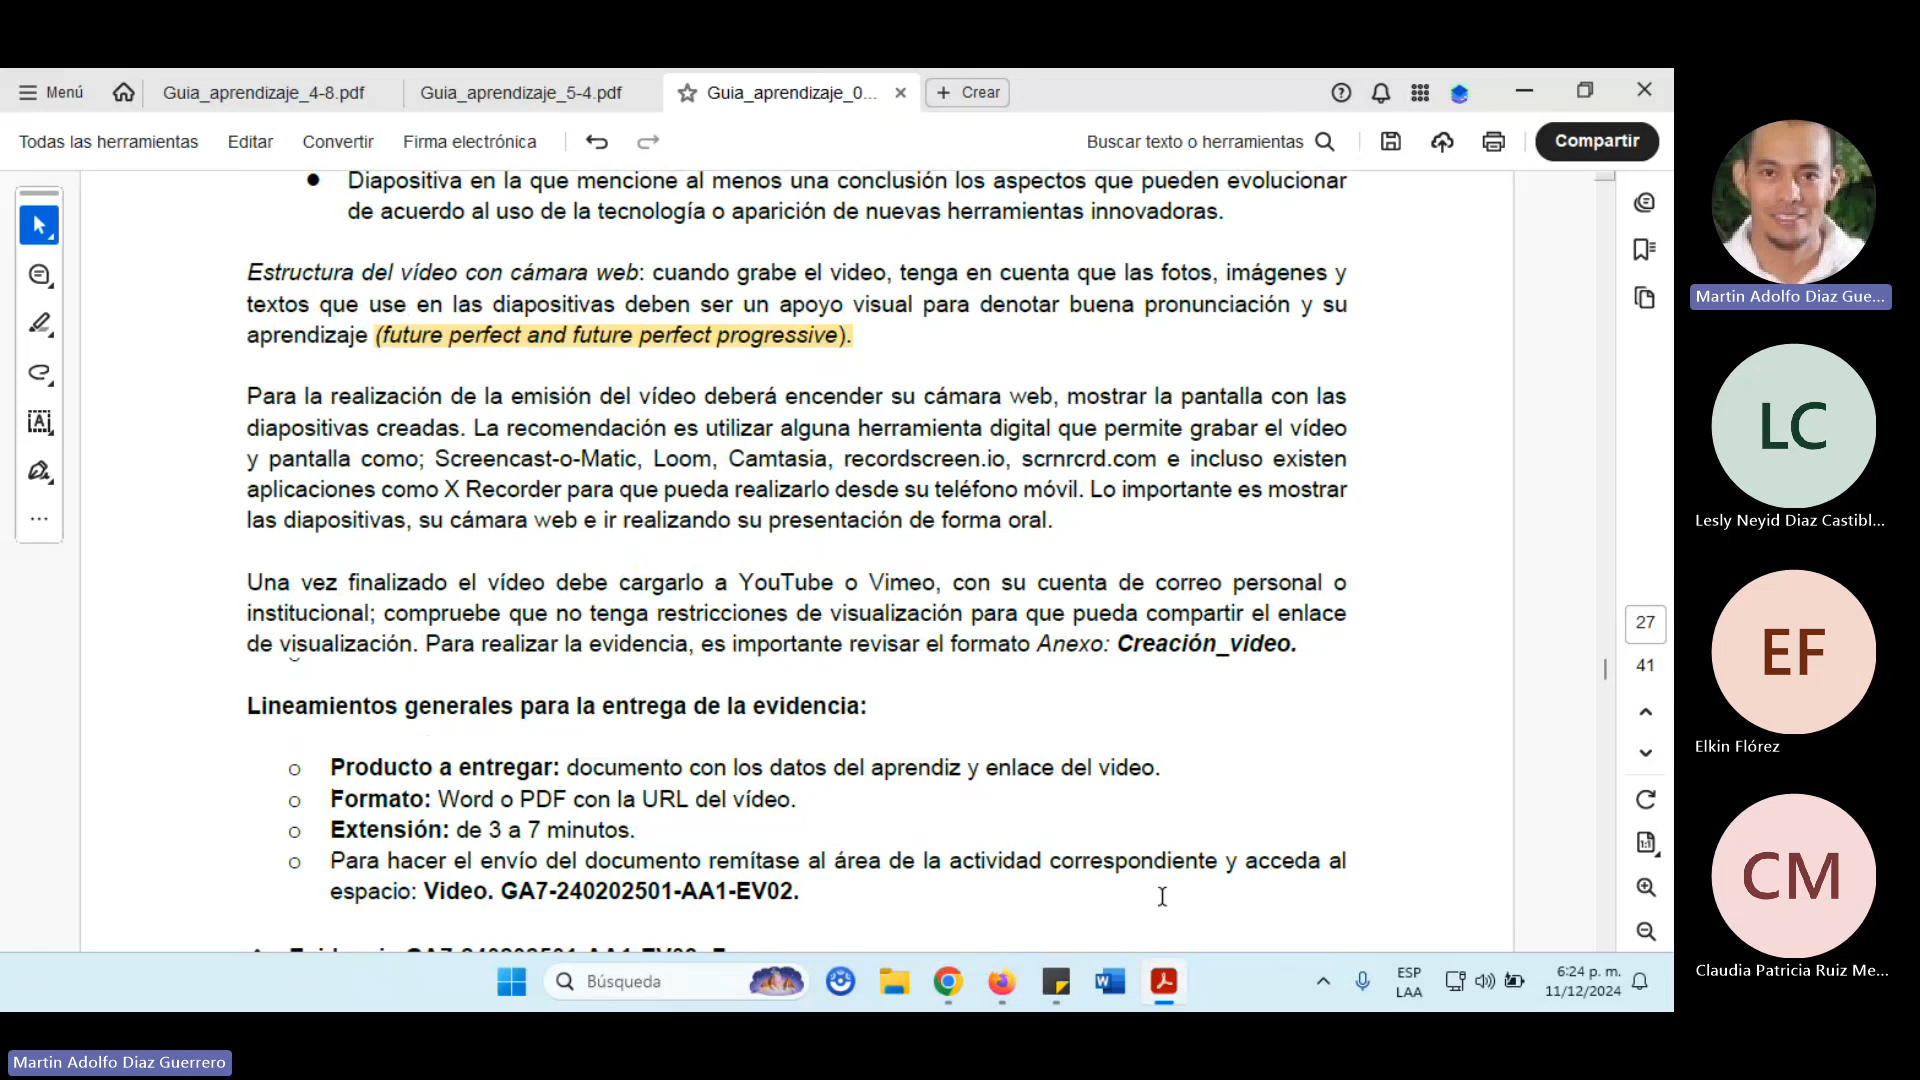 Menú
Guia_aprendizaje_4-8.pdf
Guia_aprendizaje_5-4.pdf
Guia_aprendizaje_0...
Crear
Todas las herramientas
Editar
Convertir
Firma electrónica
Buscar texto o herramientas
Compartir
● Diapositiva en la que mencione al menos una conclusión los aspectos que pueden evolucionar
de acuerdo al uso de la tecnología o aparición de nuevas herramientas innovadoras.
Estructura del vídeo con cámara web: cuando grabe el video, tenga en cuenta que las fotos, imágenes y
textos que use en las diapositivas deben ser un apoyo visual para denotar buena pronunciación y su
aprendizaje (future perfect and future perfect progressive).
Para la realización de la emisión del vídeo deberá encender su cámara web, mostrar la pantalla con las
diapositivas creadas. La recomendación es utilizar alguna herramienta digital que permite grabar el vídeo
y pantalla como; Screencast-o-Matic, Loom, Camtasia, recordscreen.io, scrnrcrd.com e incluso existen
aplicaciones como X Recorder para que pueda realizarlo desde su teléfono móvil. Lo importante es mostrar
las diapositivas, su cámara web e ir realizando su presentación de forma oral.
Una vez finalizado el vídeo debe cargarlo a YouTube o Vimeo, con su cuenta de correo personal o
institucional; compruebe que no tenga restricciones de visualización para que pueda compartir el enlace
de visualización. Para realizar la evidencia, es importante revisar el formato Anexo: Creación_video.
Lineamientos generales para la entrega de la evidencia:
o Producto a entregar: documento con los datos del aprendiz y enlace del video.
o Formato: Word o PDF con la URL del vídeo.
o Extensión: de 3 a 7 minutos.
o Para hacer el envío del documento remítase al área de la actividad correspondiente y acceda al
espacio: Video. GA7-240202501-AA1-EV02.
27
41
Búsqueda
ESP
LAA
6:24 p. m.
11/12/2024
Martin Adolfo Diaz Gue...
LC
Lesly Neyid Diaz Castibl...
EF
Elkin Flórez
CM
Claudia Patricia Ruiz Me...
Martin Adolfo Diaz Guerrero